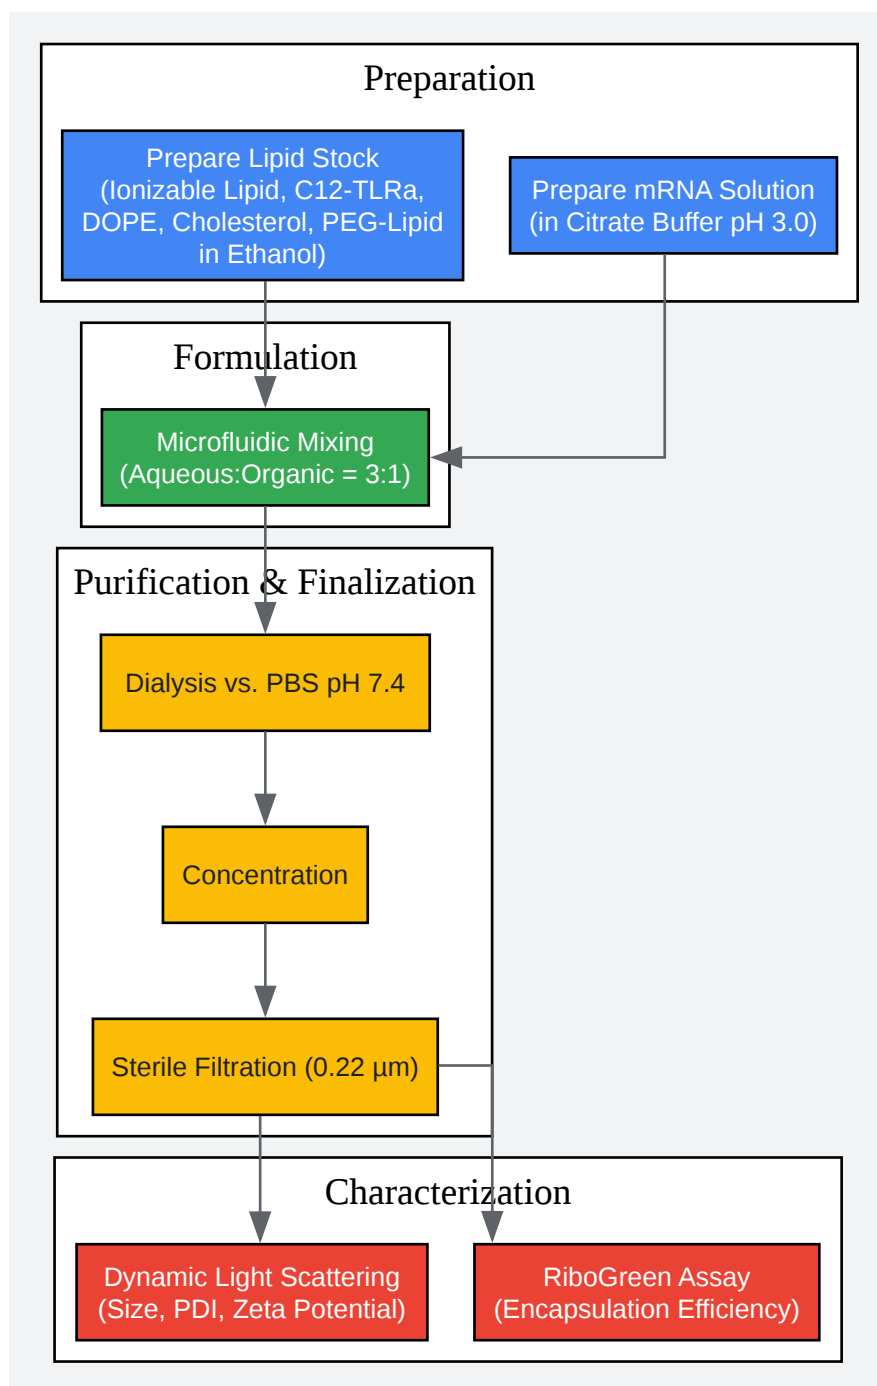 Preparation
Prepare Lipid Stock
(Ionizable Lipid, C12-TLRa,
DOPE, Cholesterol, PEG-Lipid
in Ethanol)
Prepare mRNA Solution
(in Citrate Buffer pH 3.0)
Formulation
Microfluidic Mixing
(Aqueous:Organic = 3:1)
Purification & Finalization
Dialysis vs. PBS pH 7.4
Concentration
Sterile Filtration (0.22 µm)
Characterization
Dynamic Light Scattering
(Size, PDI, Zeta Potential)
RiboGreen Assay
(Encapsulation Efficiency)